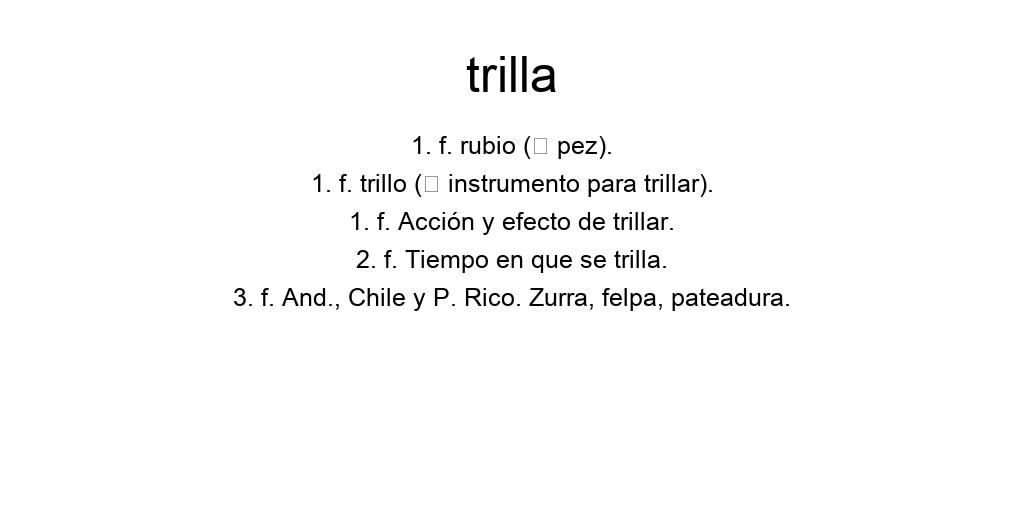 trilla
1. f. rubio (□ pez).
1. f. trillo (□ instrumento para trillar).
1. f. Acción y efecto de trillar.
2. f. Tiempo en que se trilla.
3. f. And., Chile y P. Rico. Zurra, felpa, pateadura.